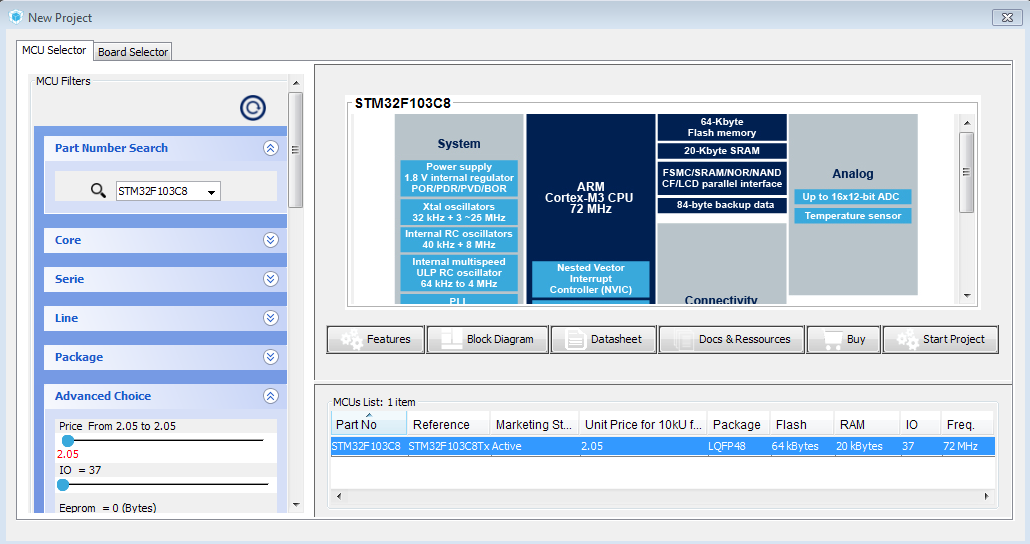 New Project
MCU Selector
Board Selector
MCU Filters
Part Number Search
STM32F103C8
Core
Serie
Line
Package
Advanced Choice
Price From 2.05 to 2.05
2.05
IO = 37
Eeprom = 0 (Bytes)
STM32F103C8
System
Power supply
1.8 V internal regulator
POR/PDR/PVD/BOR
Xtal oscillators
32 kHz + 3 ~25 MHz
Internal RC oscillators
40 kHz + 8 MHz
Internal multispeed
ULP RC oscillator
64 kHz to 4 MHz
PLL
ARM
Cortex-M3 CPU
72 MHz
Nested Vector
Interrupt
Controller (NVIC)
64-Kbyte
Flash memory
20-Kbyte SRAM
FSMC/SRAM/NOR/NAND
CF/LCD parallel interface
84-byte backup data
Connectivity
Analog
Up to 16x12-bit ADC
Temperature sensor
Features
Block Diagram
Datasheet
Docs & Ressources
Buy
Start Project
MCUs List: 1 item
Part No Reference Marketing St... Unit Price for 10kU f... Package Flash RAM IO Freq.
STM32F103C8 STM32F103C8Tx Active 2.05 LQFP48 64 kBytes 20 kBytes 37 72 MHz